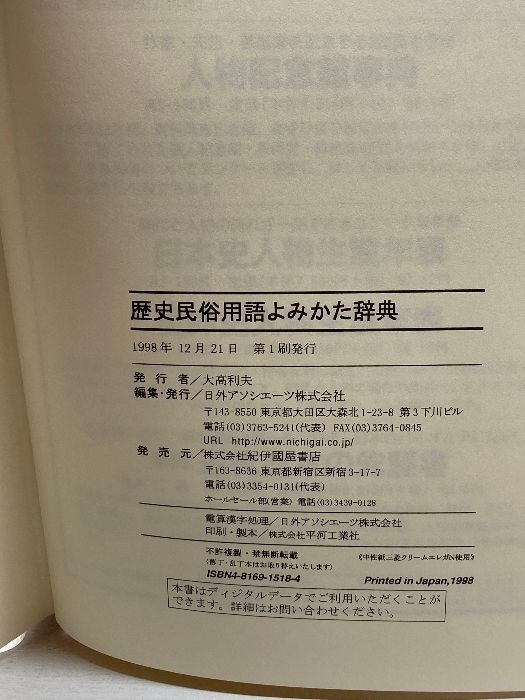 歴史民俗用語よみかた辞典
1998年12月21日 第1刷発行
発行者/大高利夫
編集・発行/日外アソシエーツ株式会社
〒143-8550 東京都大田区大森北1-23-8 第3下川ビル
電話(03)3763-5241(代表) FAX(03)3764-0845
URL http://www.nichigai.co.jp/
発売元/株式会社紀伊國屋書店
〒163-8636 東京都新宿区新宿3-17-7
電話(03)3354-0131(代表)
ホールセール部(営業) 電話(03)3439-0128
電算漢字処理/日外アソシエーツ株式会社
印刷・製本/株式会社平河工業社
不許複製・禁無断転載 《中性紙三菱クリームエレガ使用》
〈落丁・乱丁本はお取り替えいたします〉
ISBN4-8169-1518-4 Printed in Japan,1998
本書はディジタルデータでご利用いただくことが
できます。詳細はお問い合わせください。